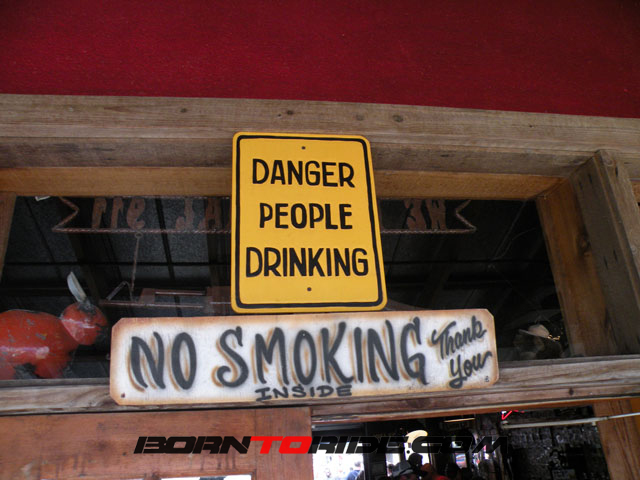 DANGER
PEOPLE
DRINKING
NO SMOKING
INSIDE
Thank
You
BORNTORIDE.COM